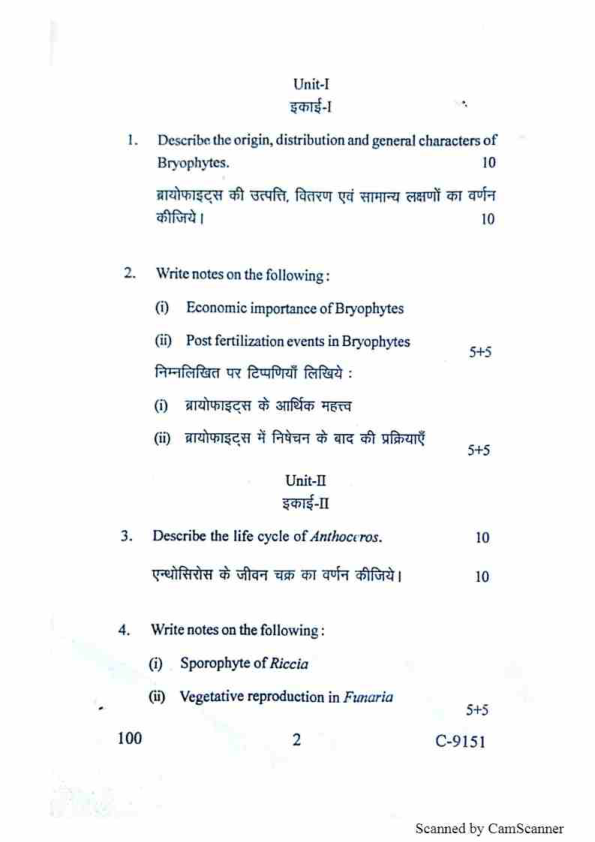 Unit-I
इकाई-I
1. Describe the origin, distribution and general characters of
Bryophytes. 10
ब्रायोफाइट्स की उत्पत्ति, वितरण एवं सामान्य लक्षणों का वर्णन
कीजिये। 10
2. Write notes on the following :
(i) Economic importance of Bryophytes
(ii) Post fertilization events in Bryophytes
5+5
निम्नलिखित पर टिप्पणियाँ लिखिये :
(i) ब्रायोफाइट्स के आर्थिक महत्त्व
(ii) ब्रायोफाइट्स में निषेचन के बाद की प्रक्रियाएँ
5+5
Unit-II
इकाई-II
3. Describe the life cycle of Anthoceros. 10
एन्थोसिरोस के जीवन चक्र का वर्णन कीजिये। 10
4. Write notes on the following :
(i) Sporophyte of Riccia
(ii) Vegetative reproduction in Funaria
5+5
100 2 C-9151
Scanned by CamScanner